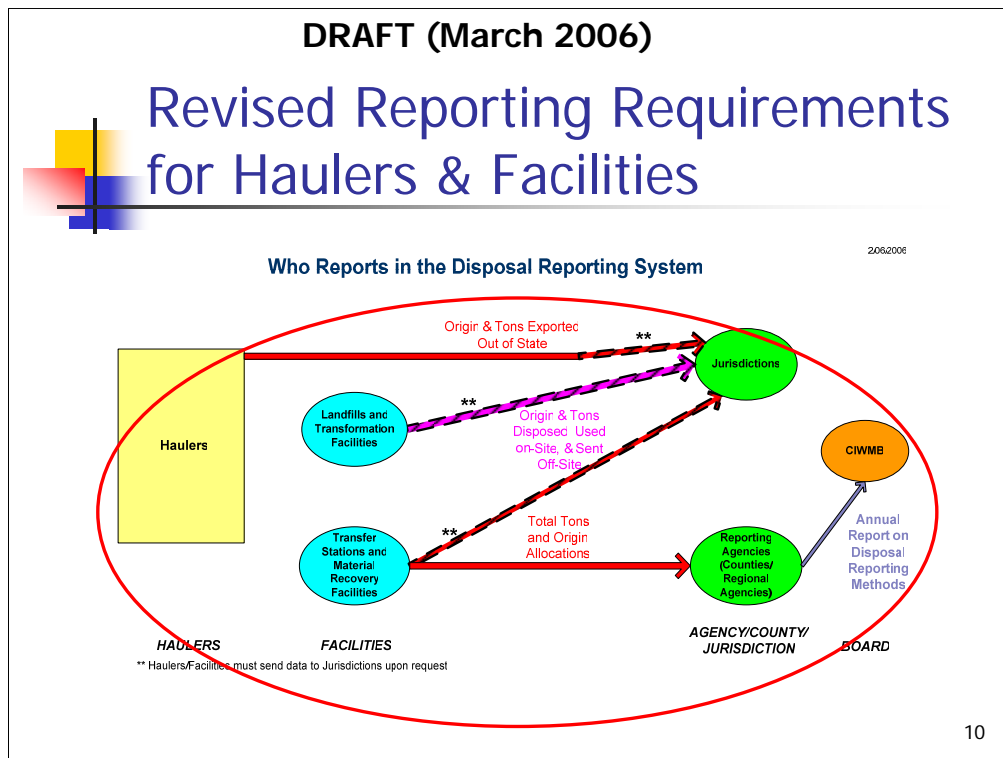 DRAFT (March 2006)
Revised Reporting Requirements
for Haulers & Facilities
2/06/2006
Who Reports in the Disposal Reporting System
Origin & Tons Exported
Out of State
**
Jurisdictions
Haulers
Landfills and
Transformation
Facilities
**
Origin & Tons
Disposed, Used
on-Site, & Sent
Off-Site
CIWMB
Transfer
Stations and
Material
Recovery
Facilities
**
Total Tons
and Origin
Allocations
Reporting
Agencies
(Counties/
Regional
Agencies)
Annual
Report on
Disposal
Reporting
Methods
HAULERS
FACILITIES
AGENCY/COUNTY/
JURISDICTION
BOARD
** Haulers/Facilities must send data to Jurisdictions upon request
10